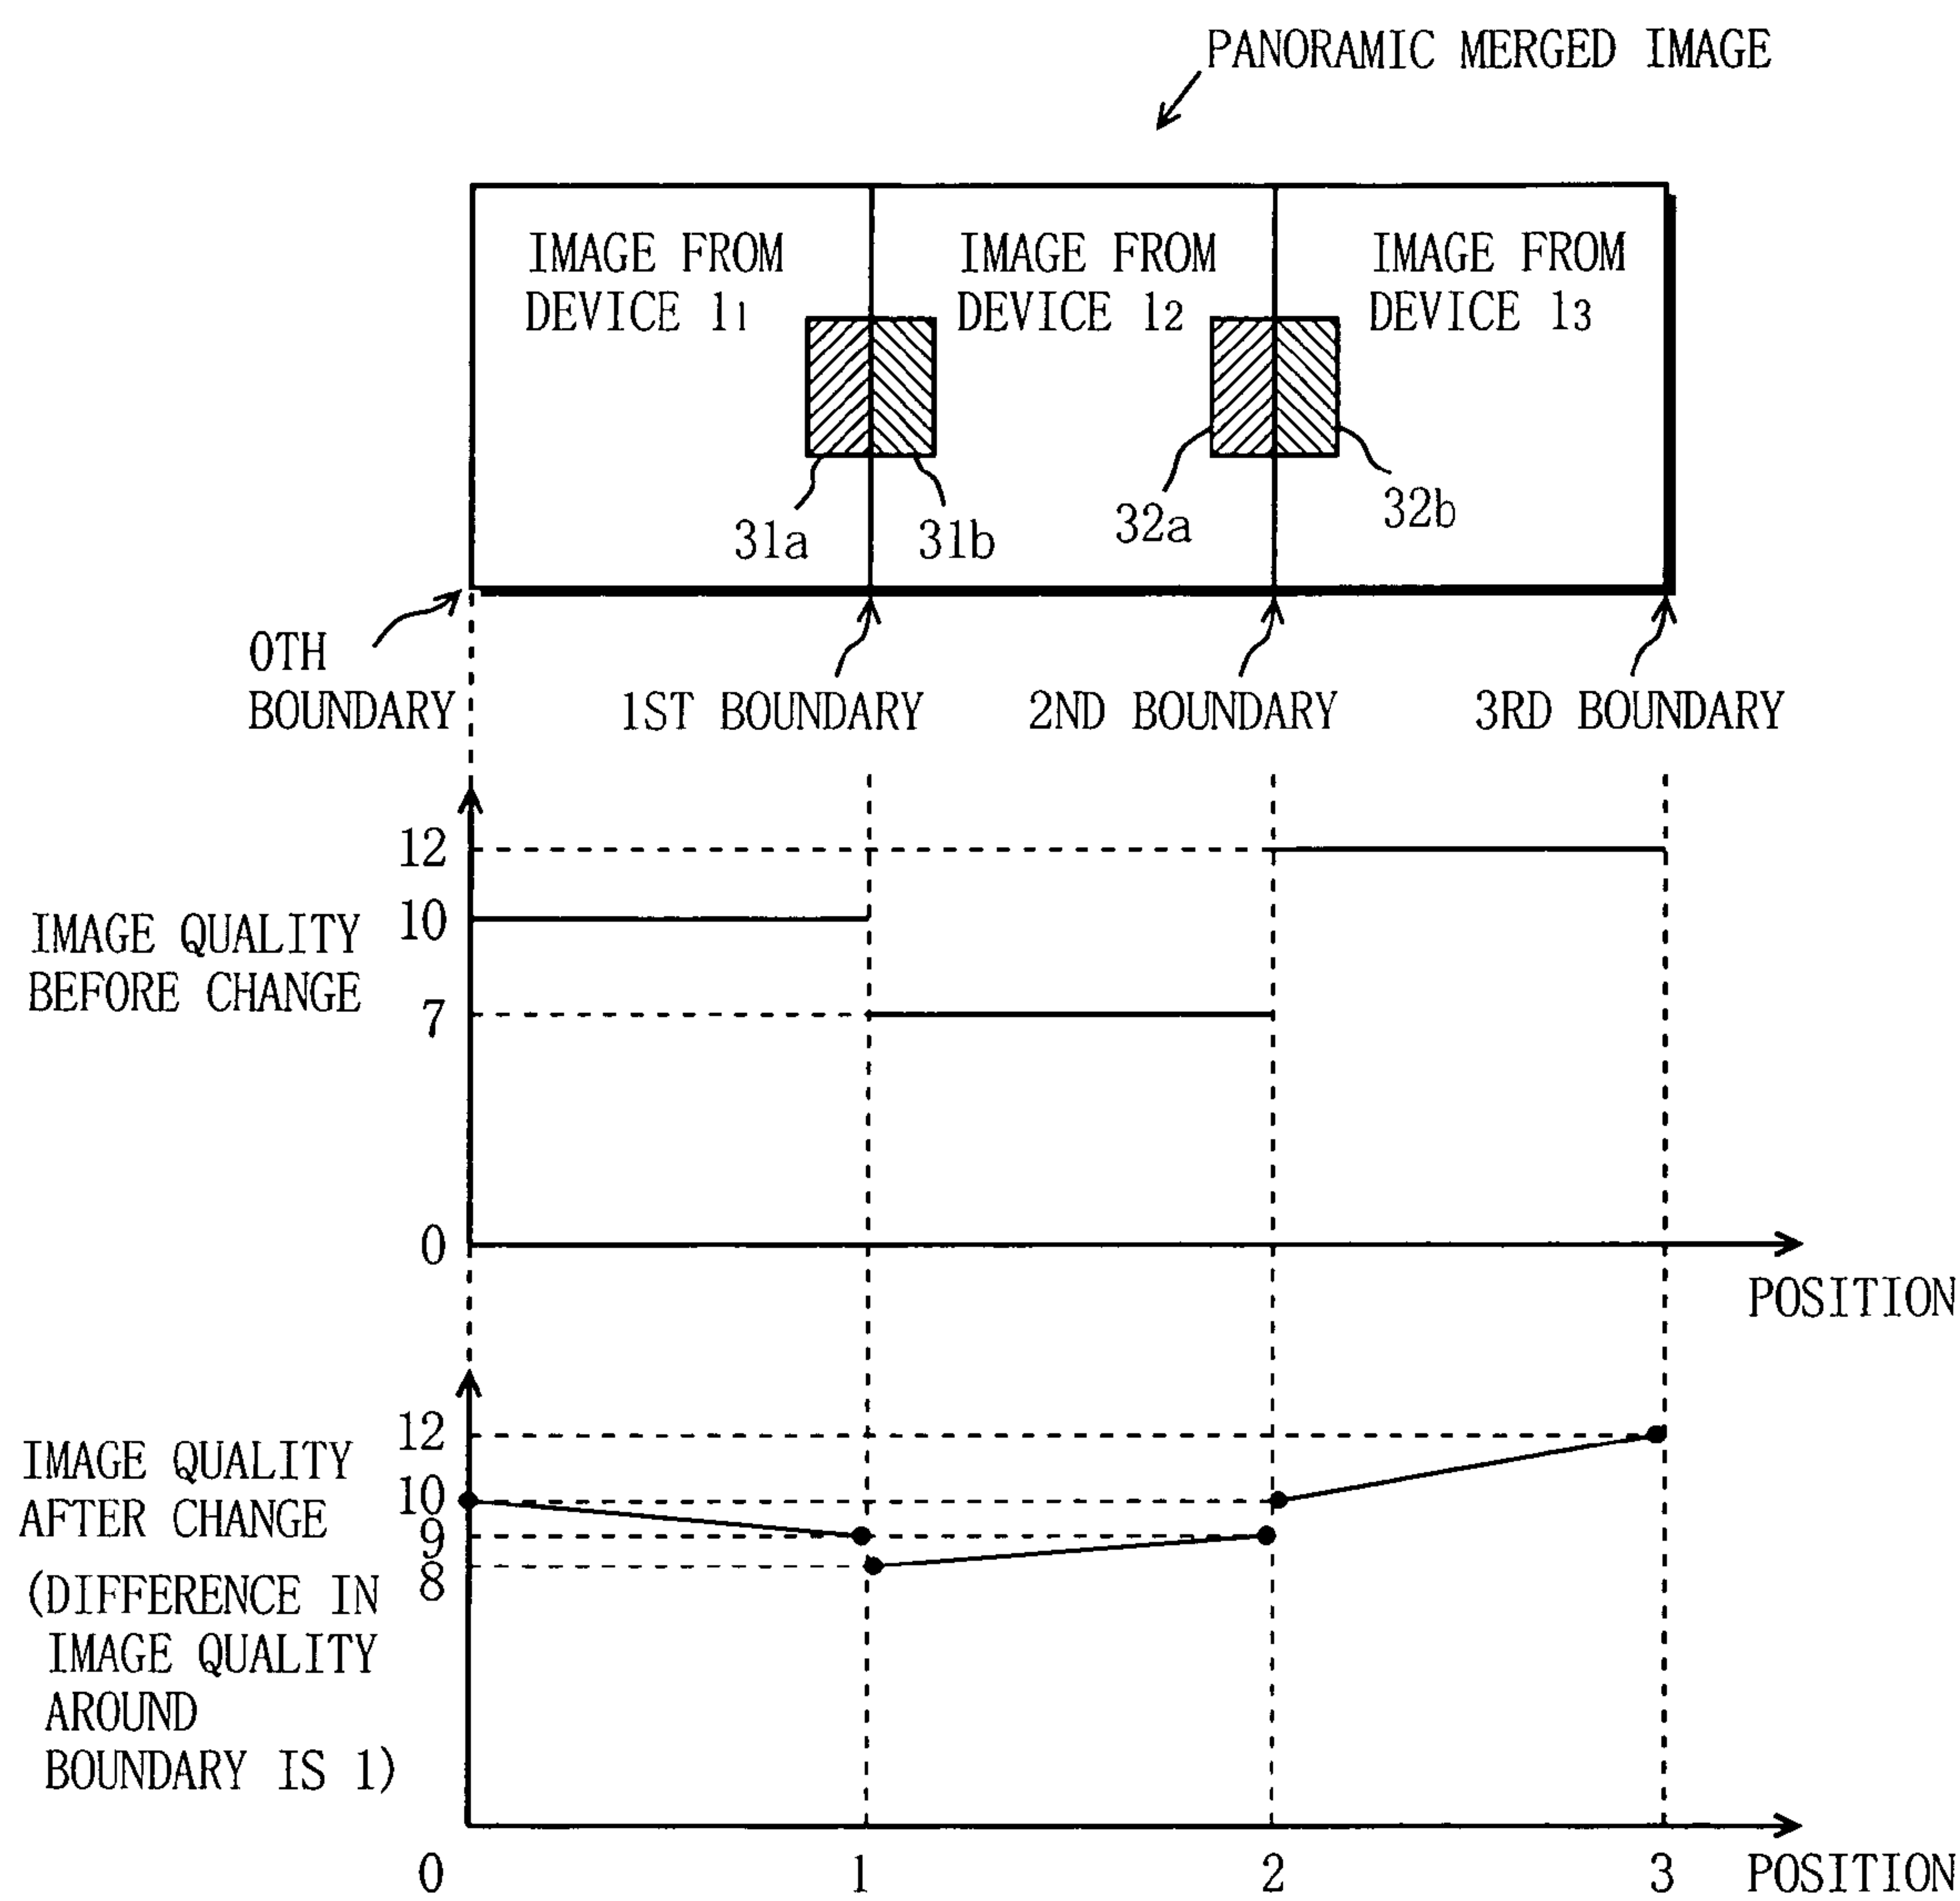 PANORAMIC MERGED IMAGE
IMAGE FROM
DEVICE 1₁
IMAGE FROM
DEVICE 1₂
IMAGE FROM
DEVICE 1₃
31a
31b
32a
32b
0TH
BOUNDARY
1ST BOUNDARY
2ND BOUNDARY
3RD BOUNDARY
IMAGE QUALITY
BEFORE CHANGE
12
10
7
0
POSITION
IMAGE QUALITY
AFTER CHANGE
(DIFFERENCE IN
IMAGE QUALITY
AROUND
BOUNDARY IS 1)
12
10
9
8
0
1
2
3
POSITION